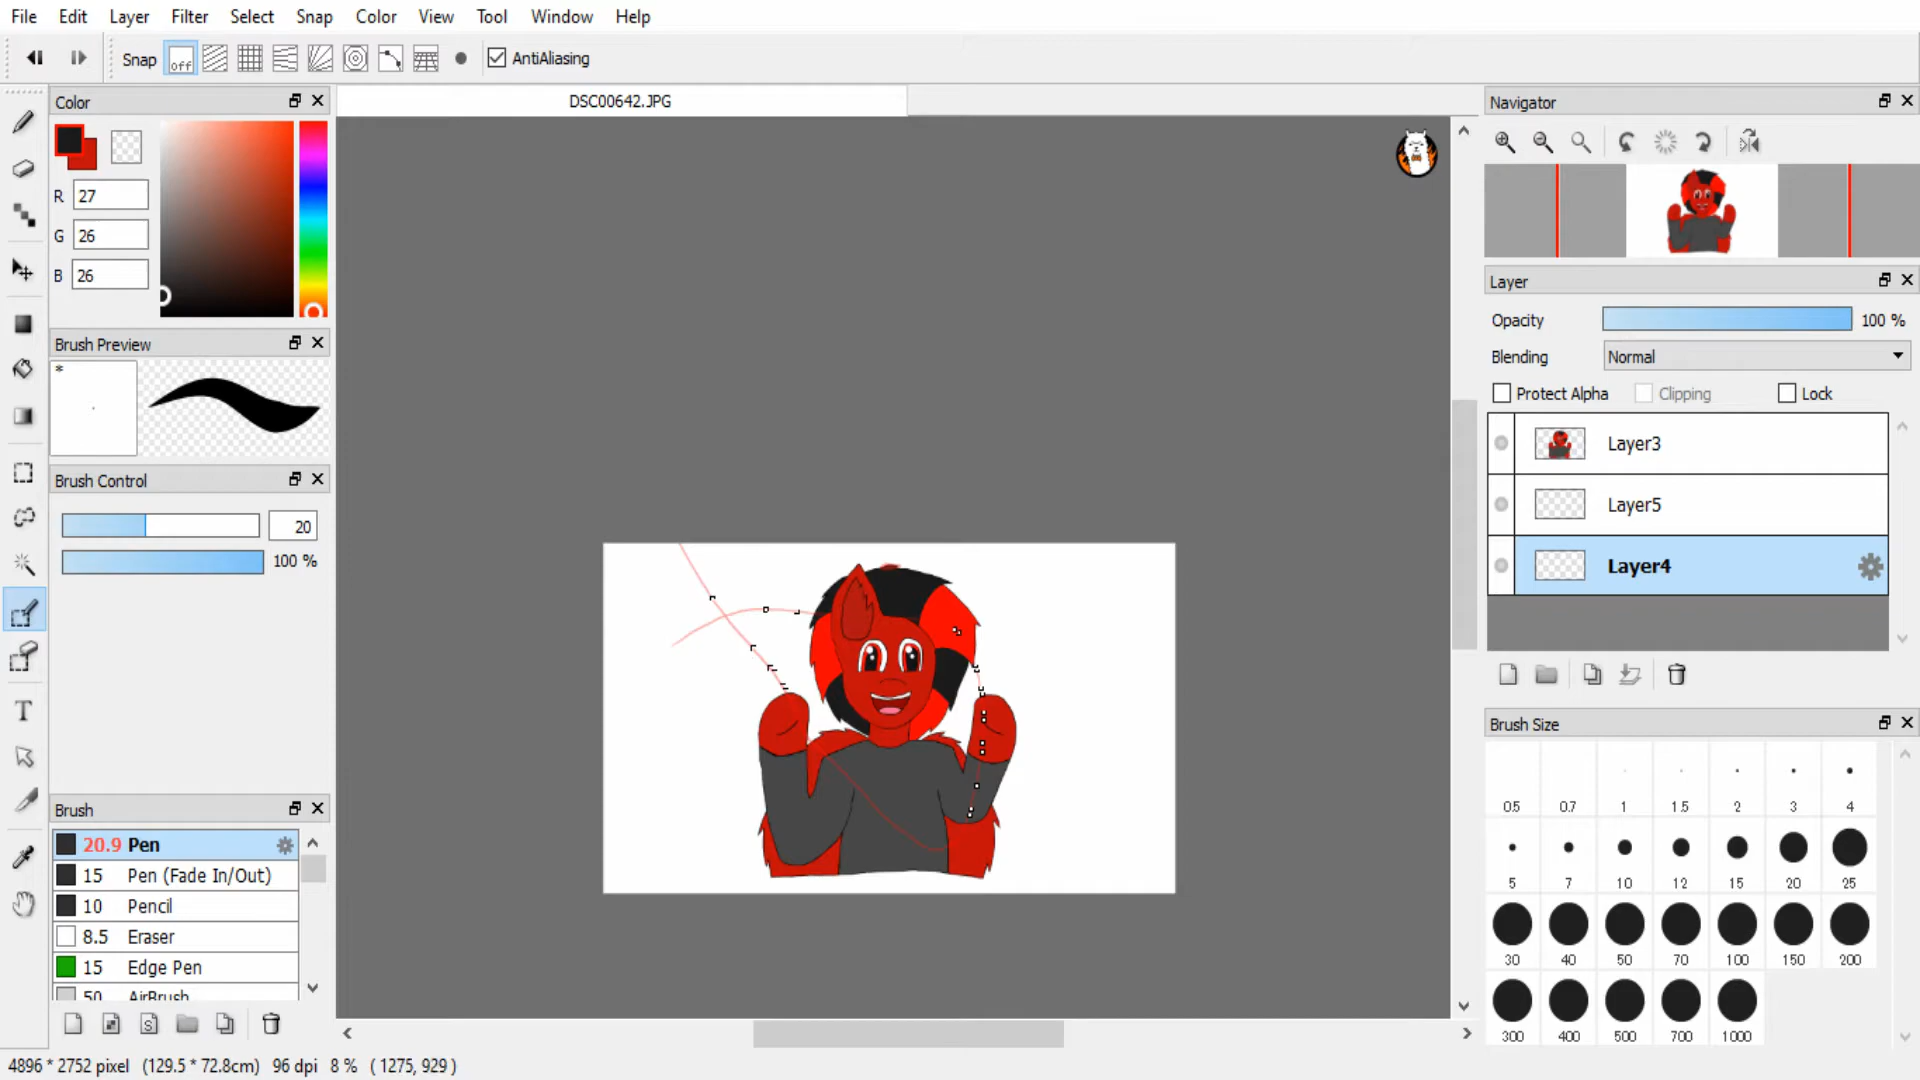 File Edit Layer Filter Select Snap Color View Tool Window Help
Snap off AntiAliasing
Color
DSC00642.JPG
Navigator
R 27
G 26
B 26
Layer
Opacity 100 %
Brush Preview
Blending Normal
*
Protect Alpha Clipping Lock
Layer3
Brush Control
Layer5
20
100 %
Layer4
Brush Size
0.5 0.7 1 1.5 2 3 4
Brush
20.9 Pen
15 Pen (Fade In/Out)
5 7 10 12 15 20 25
10 Pencil
8.5 Eraser
30 40 50 70 100 150 200
15 Edge Pen
50 AirBrush
S
300 400 500 700 1000
4896 * 2752 pixel (129.5 * 72.8cm) 96 dpi 8 % ( 1275, 929 )